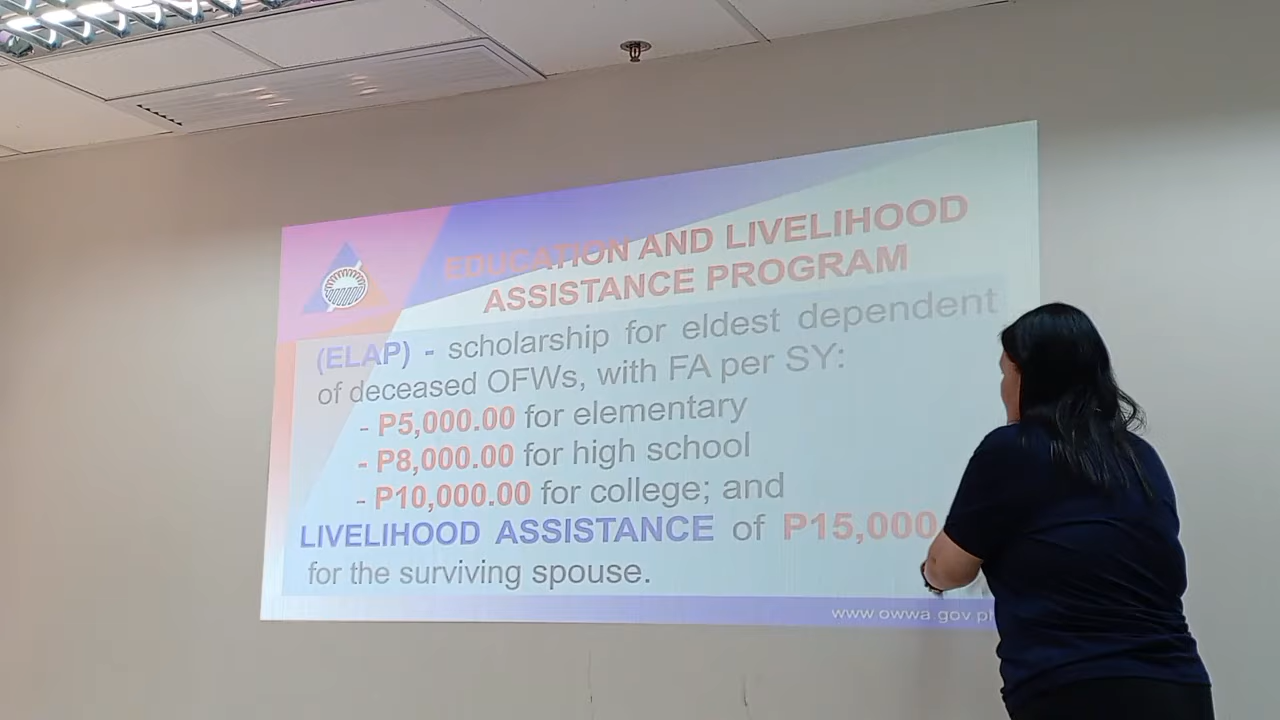 EDUCATION AND LIVELIHOOD
ASSISTANCE PROGRAM
(ELAP) - scholarship for eldest dependent
of deceased OFWs, with FA per SY:
- P5,000.00 for elementary
- P8,000.00 for high school
- P10,000.00 for college; and
LIVELIHOOD ASSISTANCE of P15,000
for the surviving spouse.
www.owwa.gov.ph